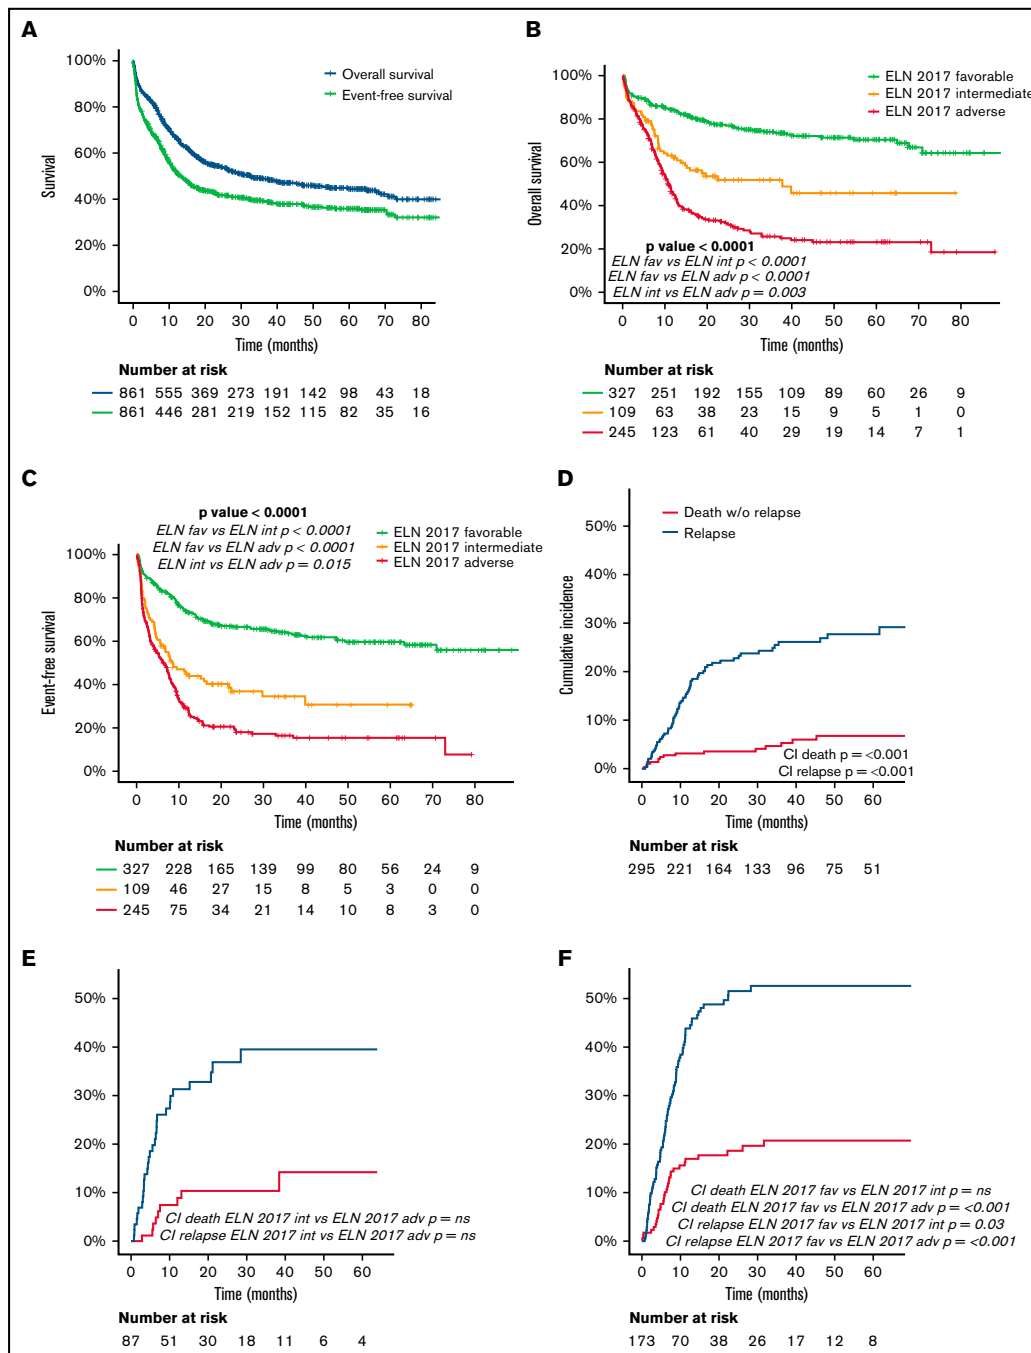 A
100%
80%
60%
40%
20%
0%
Survival
Overall survival
Event-free survival
0 10 20 30 40 50 60 70 80
Time (months)
Number at risk
861 555 369 273 191 142 98 43 18
861 446 281 219 152 115 82 35 16
B
100%
80%
60%
40%
20%
0%
Overall survival
ELN 2017 favorable
ELN 2017 intermediate
ELN 2017 adverse
p value < 0.0001
ELN fav vs ELN int p < 0.0001
ELN fav vs ELN adv p < 0.0001
ELN int vs ELN adv p = 0.003
0 10 20 30 40 50 60 70 80
Time (months)
Number at risk
327 251 192 155 109 89 60 26 9
109 63 38 23 15 9 5 1 0
245 123 61 40 29 19 14 7 1
C
p value < 0.0001
ELN fav vs ELN int p < 0.0001
ELN fav vs ELN adv p < 0.0001
ELN int vs ELN adv p = 0.015
ELN 2017 favorable
ELN 2017 intermediate
ELN 2017 adverse
100%
80%
60%
40%
20%
0%
Event-free survival
0 10 20 30 40 50 60 70 80
Time (months)
Number at risk
327 228 165 139 99 80 56 24 9
109 46 27 15 8 5 3 0 0
245 75 34 21 14 10 8 3 0
D
50%
40%
30%
20%
10%
0%
Cumulative incidence
Death w/o relapse
Relapse
CI death p = <0.001
CI relapse p = <0.001
0 10 20 30 40 50 60
Time (months)
Number at risk
295 221 164 133 96 75 51
E
50%
40%
30%
20%
10%
0%
CI death ELN 2017 int vs ELN 2017 adv p = ns
CI relapse ELN 2017 int vs ELN 2017 adv p = ns
0 10 20 30 40 50 60
Time (months)
Number at risk
87 51 30 18 11 6 4
F
50%
40%
30%
20%
10%
0%
CI death ELN 2017 fav vs ELN 2017 int p = ns
CI death ELN 2017 fav vs ELN 2017 adv p = <0.001
CI relapse ELN 2017 fav vs ELN 2017 int p = 0.03
CI relapse ELN 2017 fav vs ELN 2017 adv p = <0.001
0 10 20 30 40 50 60
Time (months)
Number at risk
173 70 38 26 17 12 8